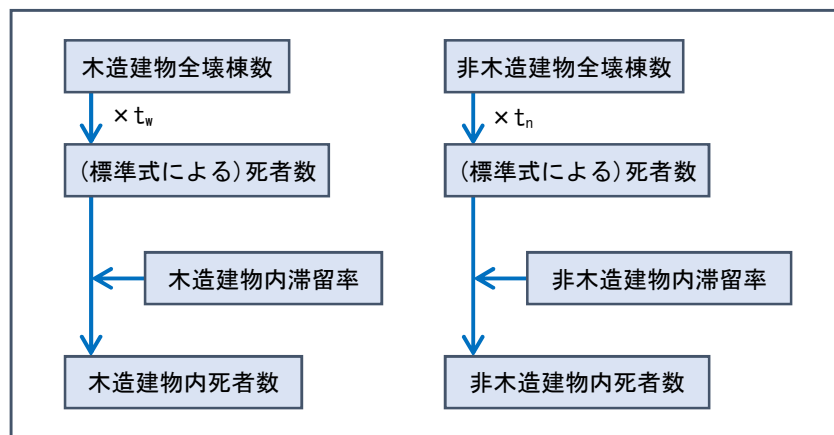 木造建物全壊棟数
×tw
(標準式による)死者数
木造建物内滞留率
木造建物内死者数
非木造建物全壊棟数
×tn
(標準式による)死者数
非木造建物内滞留率
非木造建物内死者数